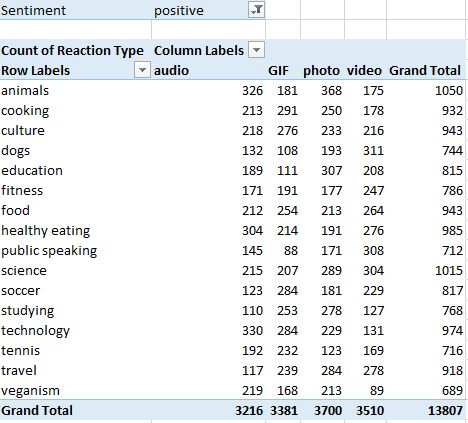 Sentiment positive
Count of Reaction Type Column Labels
Row Labels audio GIF photo video Grand Total
animals 326 181 368 175 1050
cooking 213 291 250 178 932
culture 218 276 233 216 943
dogs 132 108 193 311 744
education 189 111 307 208 815
fitness 171 191 177 247 786
food 212 254 213 264 943
healthy eating 304 214 191 276 985
public speaking 145 88 171 308 712
science 215 207 289 304 1015
soccer 123 284 181 229 817
studying 110 253 278 127 768
technology 330 284 229 131 974
tennis 192 232 123 169 716
travel 117 239 284 278 918
veganism 219 168 213 89 689
Grand Total 3216 3381 3700 3510 13807